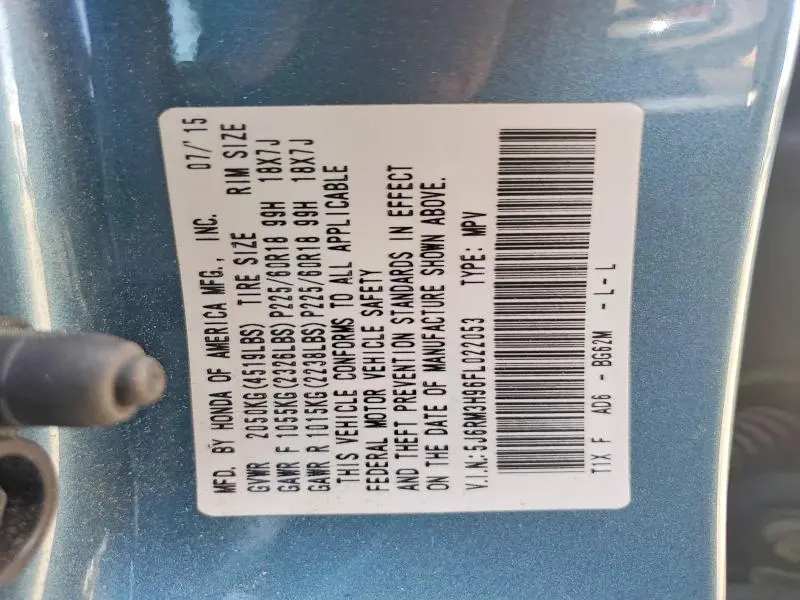 MFD. BY HONDA OF AMERICA MFG., INC. 07/'15
GVWR 2050KG(4519LBS) TIRE SIZE RIM SIZE
GAWR F 1055KG(2326LBS) P225/60R18 99H 18X7J
GAWR R 1015KG(2238LBS) P225/60R18 99H 18X7J
THIS VEHICLE CONFORMS TO ALL APPLICABLE
FEDERAL MOTOR VEHICLE SAFETY
AND THEFT PREVENTION STANDARDS IN EFFECT
ON THE DATE OF MANUFACTURE SHOWN ABOVE.
V.I.N.:5J6RM3H96FL022053 TYPE: MPV
T1X F AD6 - BG62M - L - L